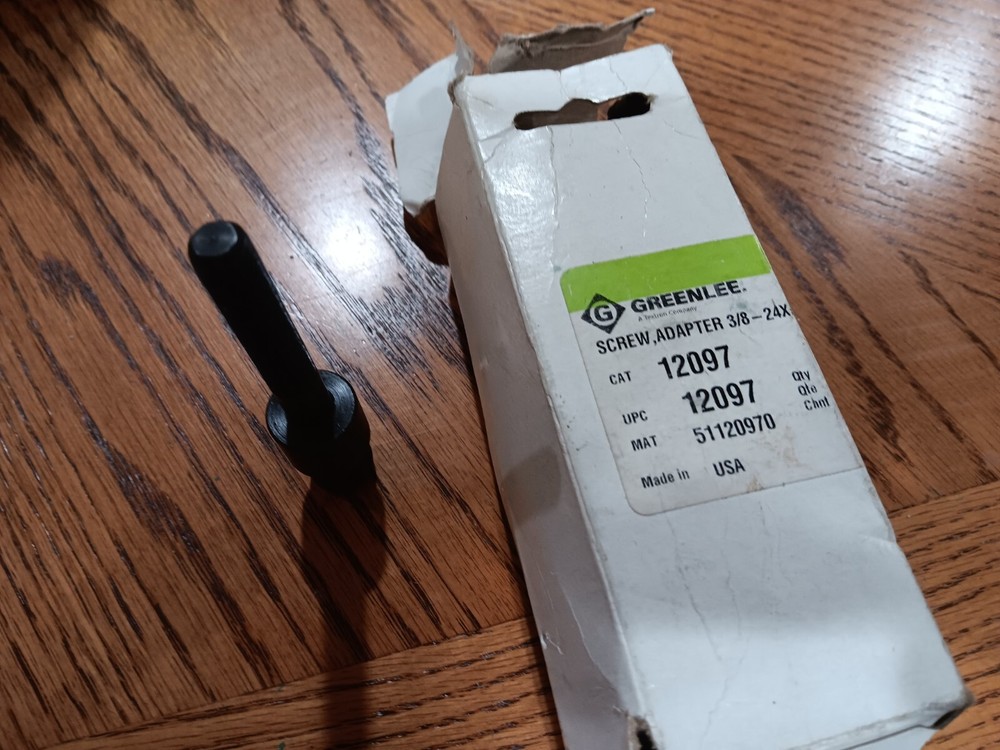 G GREENLEE®
A Textron Company
SCREW,ADAPTER 3/8-24X
CAT 12097
UPC 12097
Qty
Qte
MAT 51120970
Chnt
Made in USA